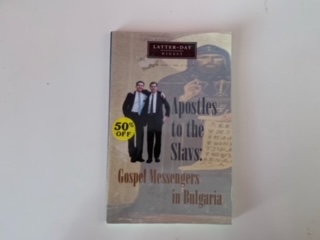 LATTER-DAY
DIGEST
Apostles
to the
Slavs:
Gospel Messengers
in Bulgaria
50%
OFF